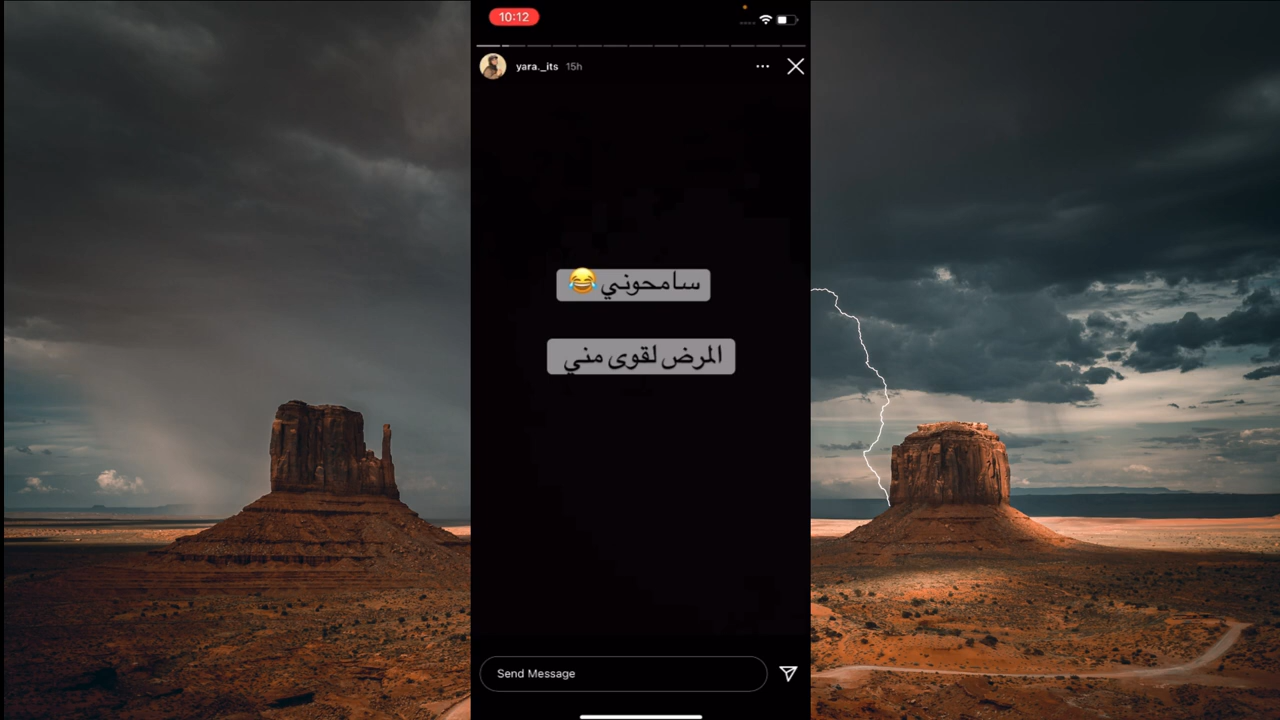 10:12
yara._its 15h
سامحوني 😂
المرض لقوى مني
Send Message